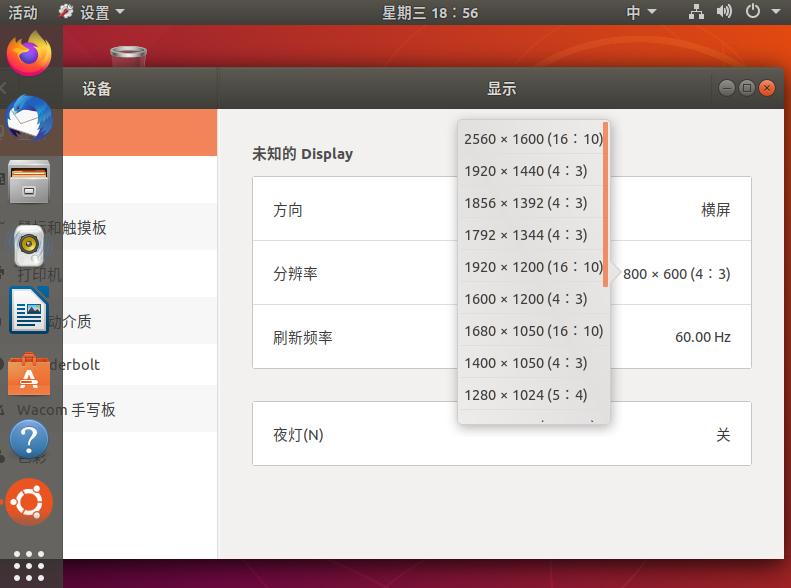 活动
设置
星期三 18：56
中
设备
显示
鼠标和触摸板
打印机
动介质
derbolt
Wacom 手写板
色彩
未知的 Display
方向
横屏
分辨率
800 × 600 (4：3)
刷新频率
60.00 Hz
夜灯(N)
关
2560 × 1600 (16：10)
1920 × 1440 (4：3)
1856 × 1392 (4：3)
1792 × 1344 (4：3)
1920 × 1200 (16：10)
1600 × 1200 (4：3)
1680 × 1050 (16：10)
1400 × 1050 (4：3)
1280 × 1024 (5：4)